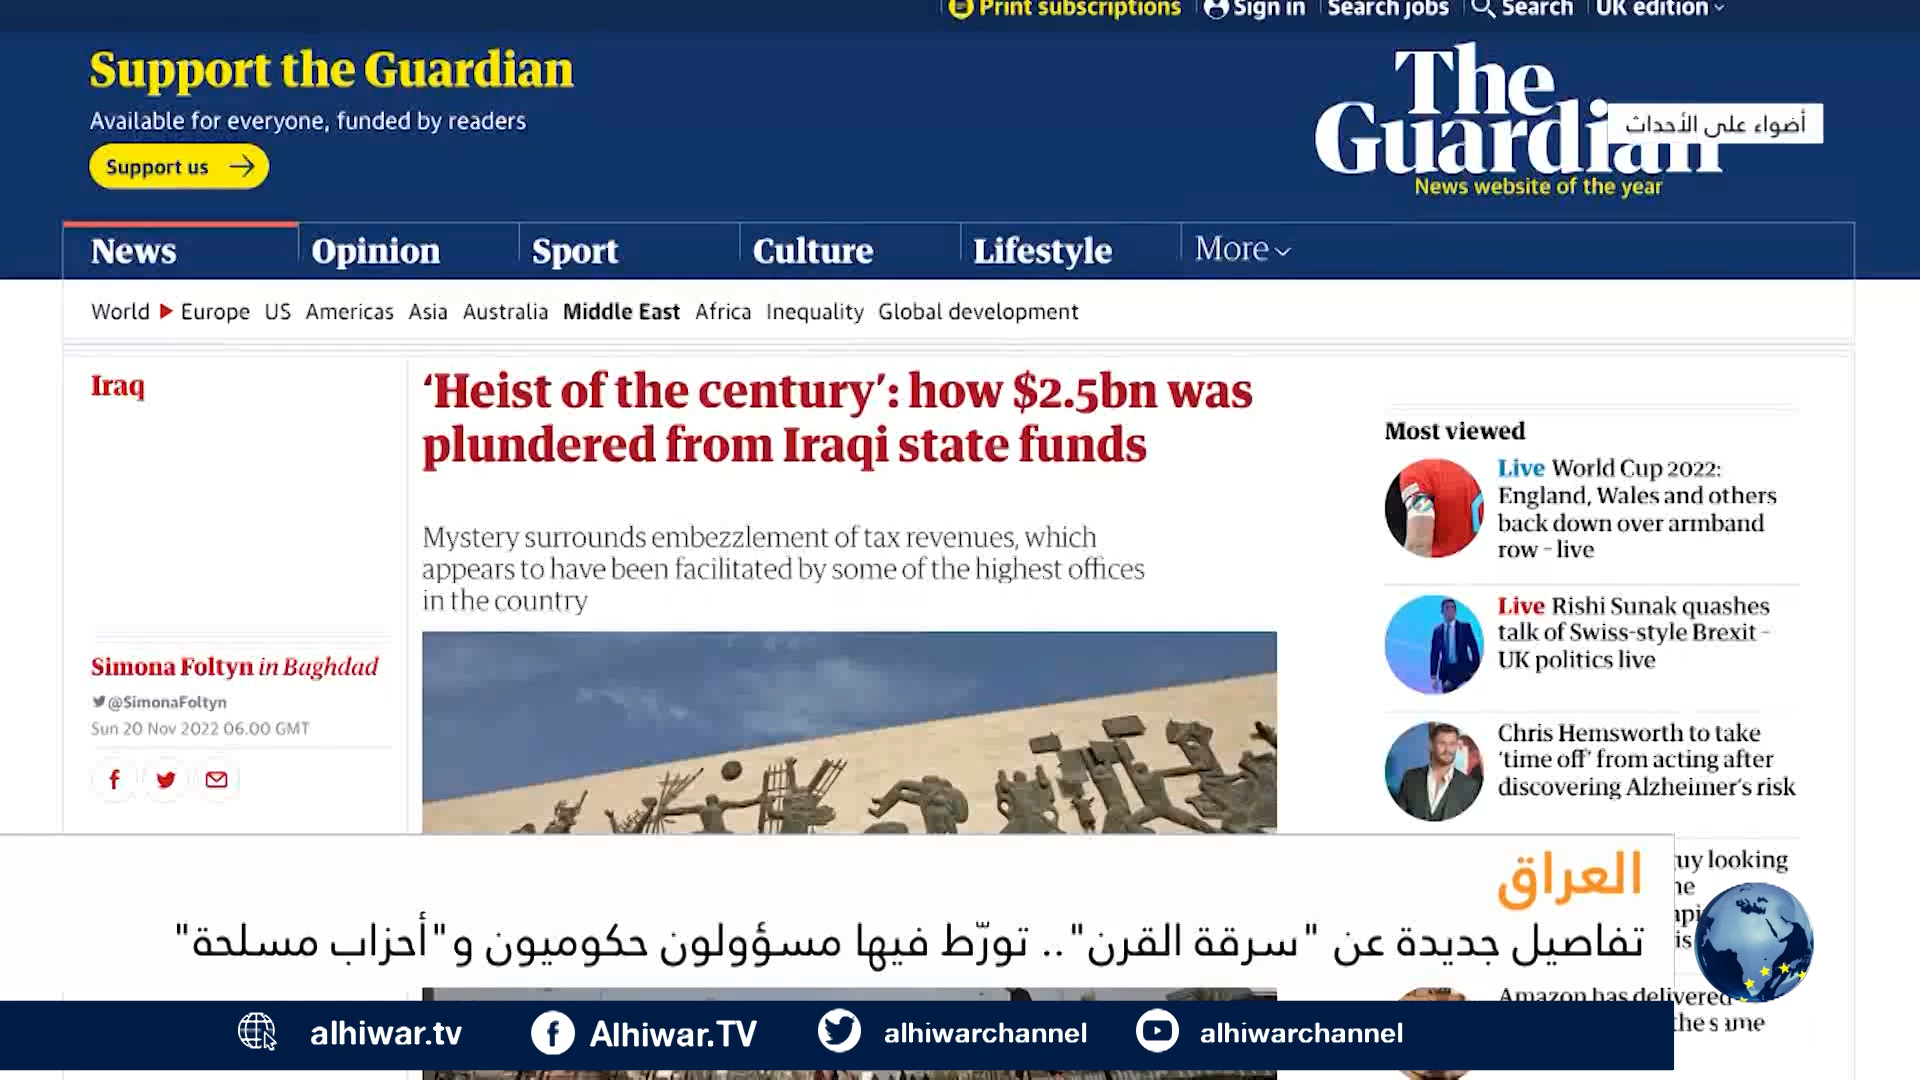 Print subscriptions
Sign in
Search jobs
Search
UK edition
Support the Guardian
Available for everyone, funded by readers
Support us
The
Guardian
أضواء على الأحداث
News website of the year
News
Opinion
Sport
Culture
Lifestyle
More
World
Europe US Americas Asia Australia Middle East Africa Inequality Global development
Iraq
‘Heist of the century’: how $2.5bn was
plundered from Iraqi state funds
Mystery surrounds embezzlement of tax revenues, which
appears to have been facilitated by some of the highest offices
in the country
Simona Foltyn in Baghdad
@SimonaFoltyn
Sun 20 Nov 2022 06.00 GMT
Most viewed
Live World Cup 2022:
England, Wales and others
back down over armband
row – live
Live Rishi Sunak quashes
talk of Swiss-style Brexit –
UK politics live
Chris Hemsworth to take
‘time off’ from acting after
discovering Alzheimer’s risk
looking
Amazon has delivered
the same
العراق
تفاصيل جديدة عن "سرقة القرن".. تورّط فيها مسؤولون حكوميون و"أحزاب مسلحة"
alhiwar.tv
Alhiwar.TV
alhiwarchannel
alhiwarchannel